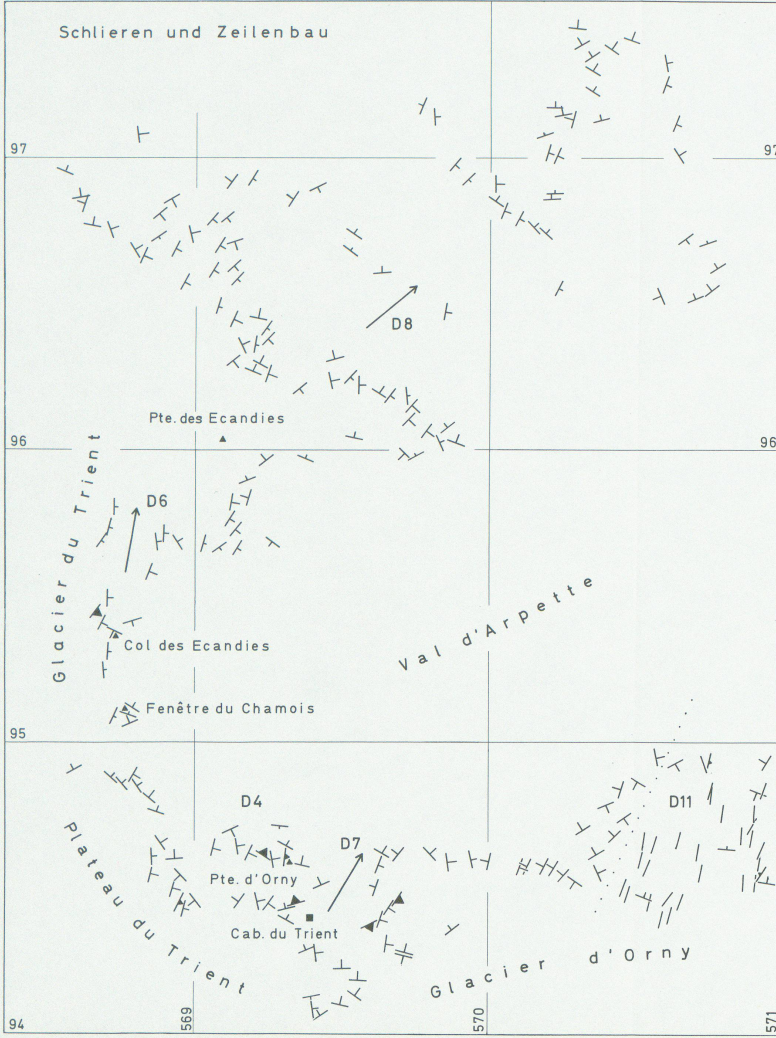 Schlieren und Zeilenbau
97
97
D8
Pte. des Ecandies
96
96
Glacier du Trient
D6
Val d'Arpette
Col des Ecandies
Fenêtre du Chamois
95
D4
D11
D7
Plateau du Trient
Pte. d'Orny
Cab. du Trient
Glacier d'Orny
94
569
570
571